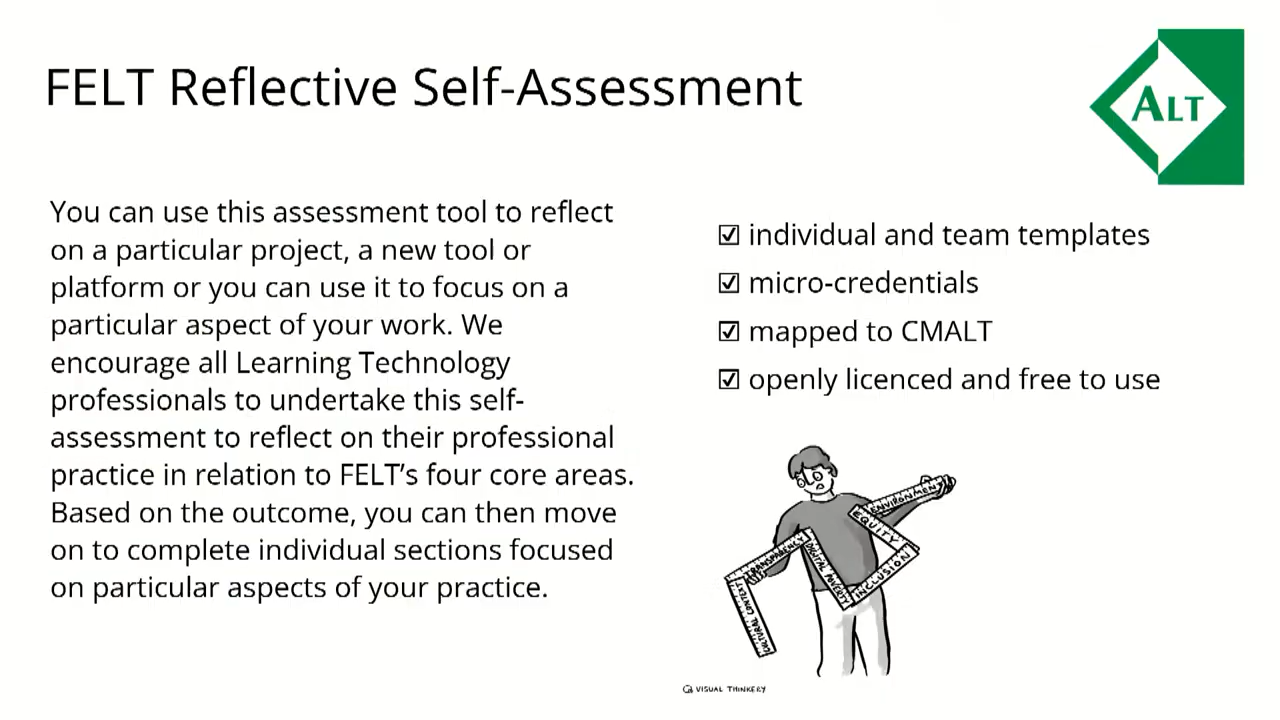 FELT Reflective Self-Assessment
ALT
You can use this assessment tool to reflect
on a particular project, a new tool or
platform or you can use it to focus on a
particular aspect of your work. We
encourage all Learning Technology
professionals to undertake this self-
assessment to reflect on their professional
practice in relation to FELT’s four core areas.
Based on the outcome, you can then move
on to complete individual sections focused
on particular aspects of your practice.
☑ individual and team templates
☑ micro-credentials
☑ mapped to CMALT
☑ openly licenced and free to use
ENVIRONMENT
EQUITY
INCLUSION
DIGITAL POVERTY
TRANSPARENCY
CULTURAL CONTEXT
VISUAL THINKERY